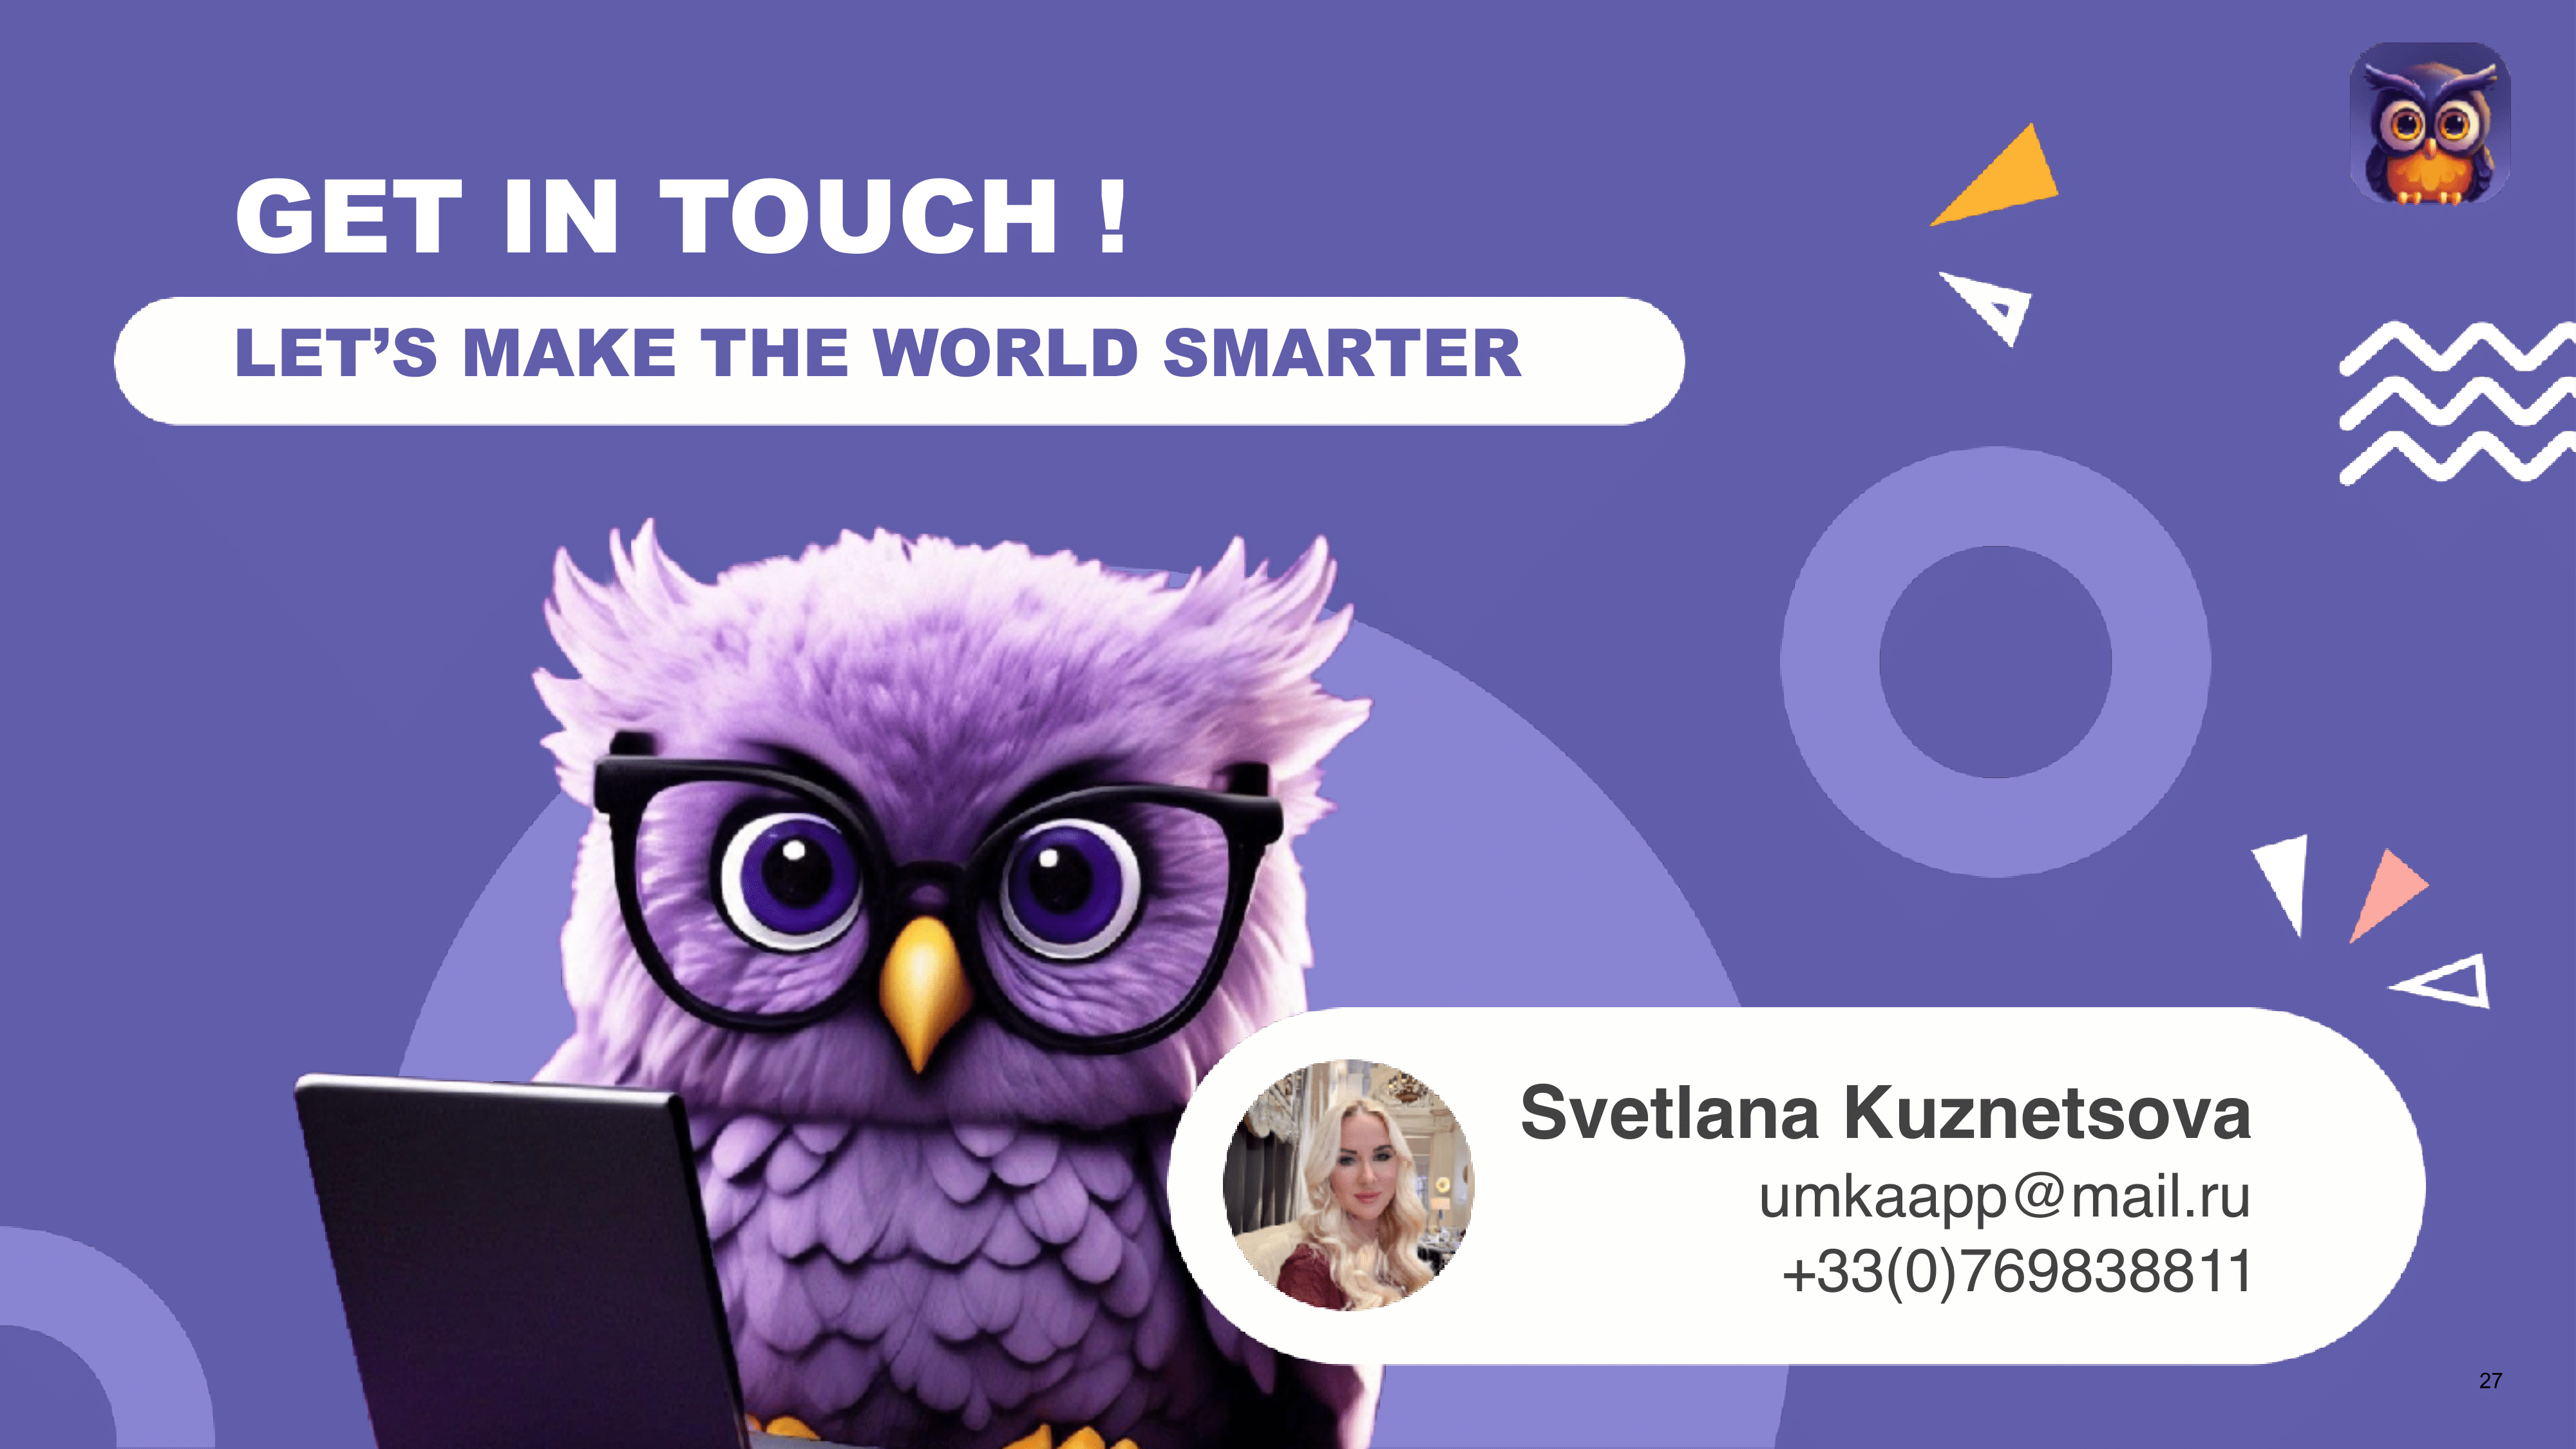 GET IN TOUCH !
LET’S MAKE THE WORLD SMARTER
Svetlana Kuznetsova
umkaapp@mail.ru
+33(0)769838811
27